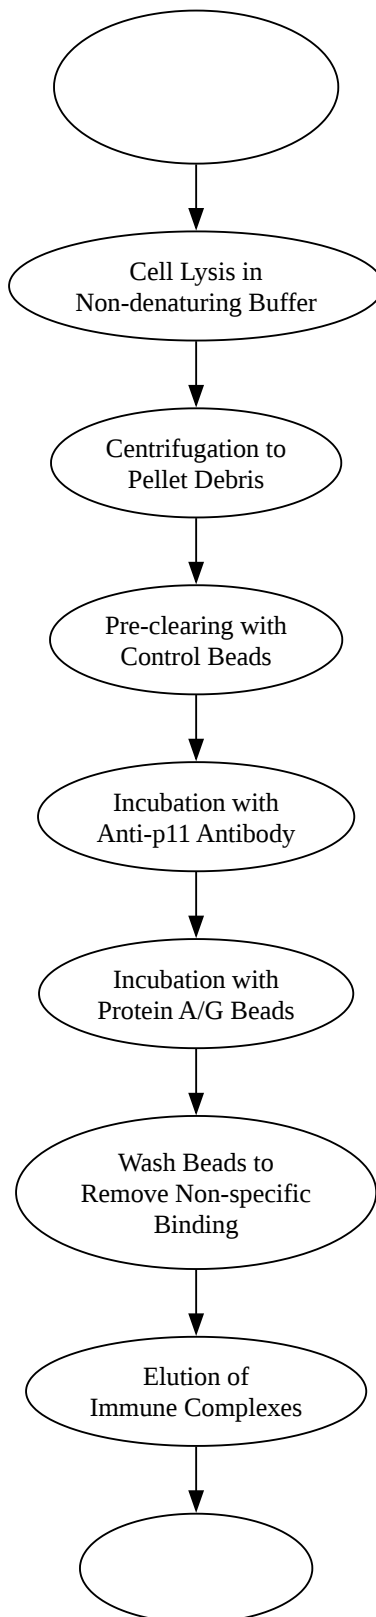 Cell Lysis in
Non-denaturing Buffer
Centrifugation to
Pellet Debris
Pre-clearing with
Control Beads
Incubation with
Anti-p11 Antibody
Incubation with
Protein A/G Beads
Wash Beads to
Remove Non-specific
Binding
Elution of
Immune Complexes